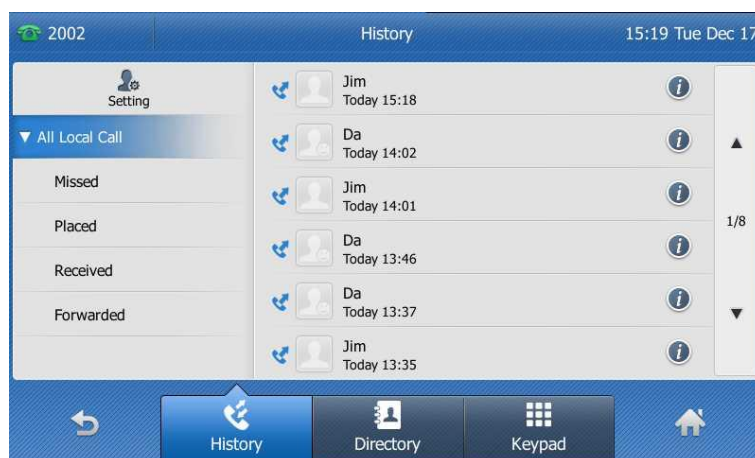 2002
History
15:19 Tue Dec 17
Setting
All Local Call
Missed
Placed
Received
Forwarded
Jim
Today 15:18
Da
Today 14:02
Jim
Today 14:01
Da
Today 13:46
Da
Today 13:37
Jim
Today 13:35
1/8
History
Directory
Keypad